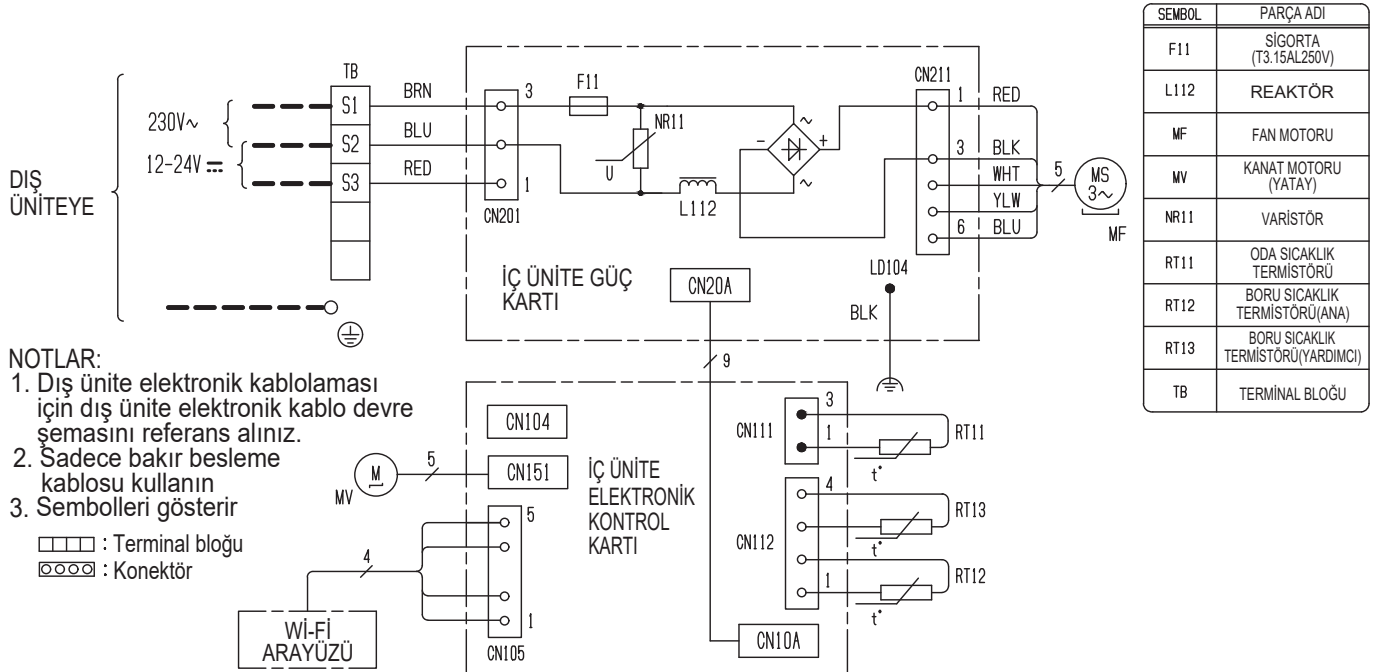 SEMBOL PARÇA ADI
F11 SİGORTA
(T3.15AL250V)
L112 REAKTÖR
MF FAN MOTORU
MV KANAT MOTORU
(YATAY)
NR11 VARİSTÖR
RT11 ODA SICAKLIK
TERMİSTÖRÜ
RT12 BORU SICAKLIK
TERMİSTÖRÜ(ANA)
RT13 BORU SICAKLIK
TERMİSTÖRÜ(YARDIMCI)
TB TERMİNAL BLOĞU
DIŞ
ÜNİTEYE
230V~
12-24V ⎓
TB
S1
S2
S3
BRN
BLU
RED
3
1
CN201
F11
NR11
U
L112
~
- +
~
CN211
1 RED
3 BLK
WHT
YLW
6 BLU
5
MS
3~
MF
İÇ ÜNİTE GÜÇ
KARTI
CN20A
LD104
BLK
9
NOTLAR:
1. Dış ünite elektronik kablolaması
için dış ünite elektronik kablo devre
şemasını referans alınız.
2. Sadece bakır besleme
kablosu kullanın
3. Sembolleri gösterir
: Terminal bloğu
: Konektör
CN104
CN151
5
M
MV
İÇ ÜNİTE
ELEKTRONİK
KONTROL
KARTI
5
1
CN105
4
Wİ-Fİ
ARAYÜZÜ
CN111
3
1
RT11
t°
CN112
4
1
RT13
t°
RT12
t°
CN10A